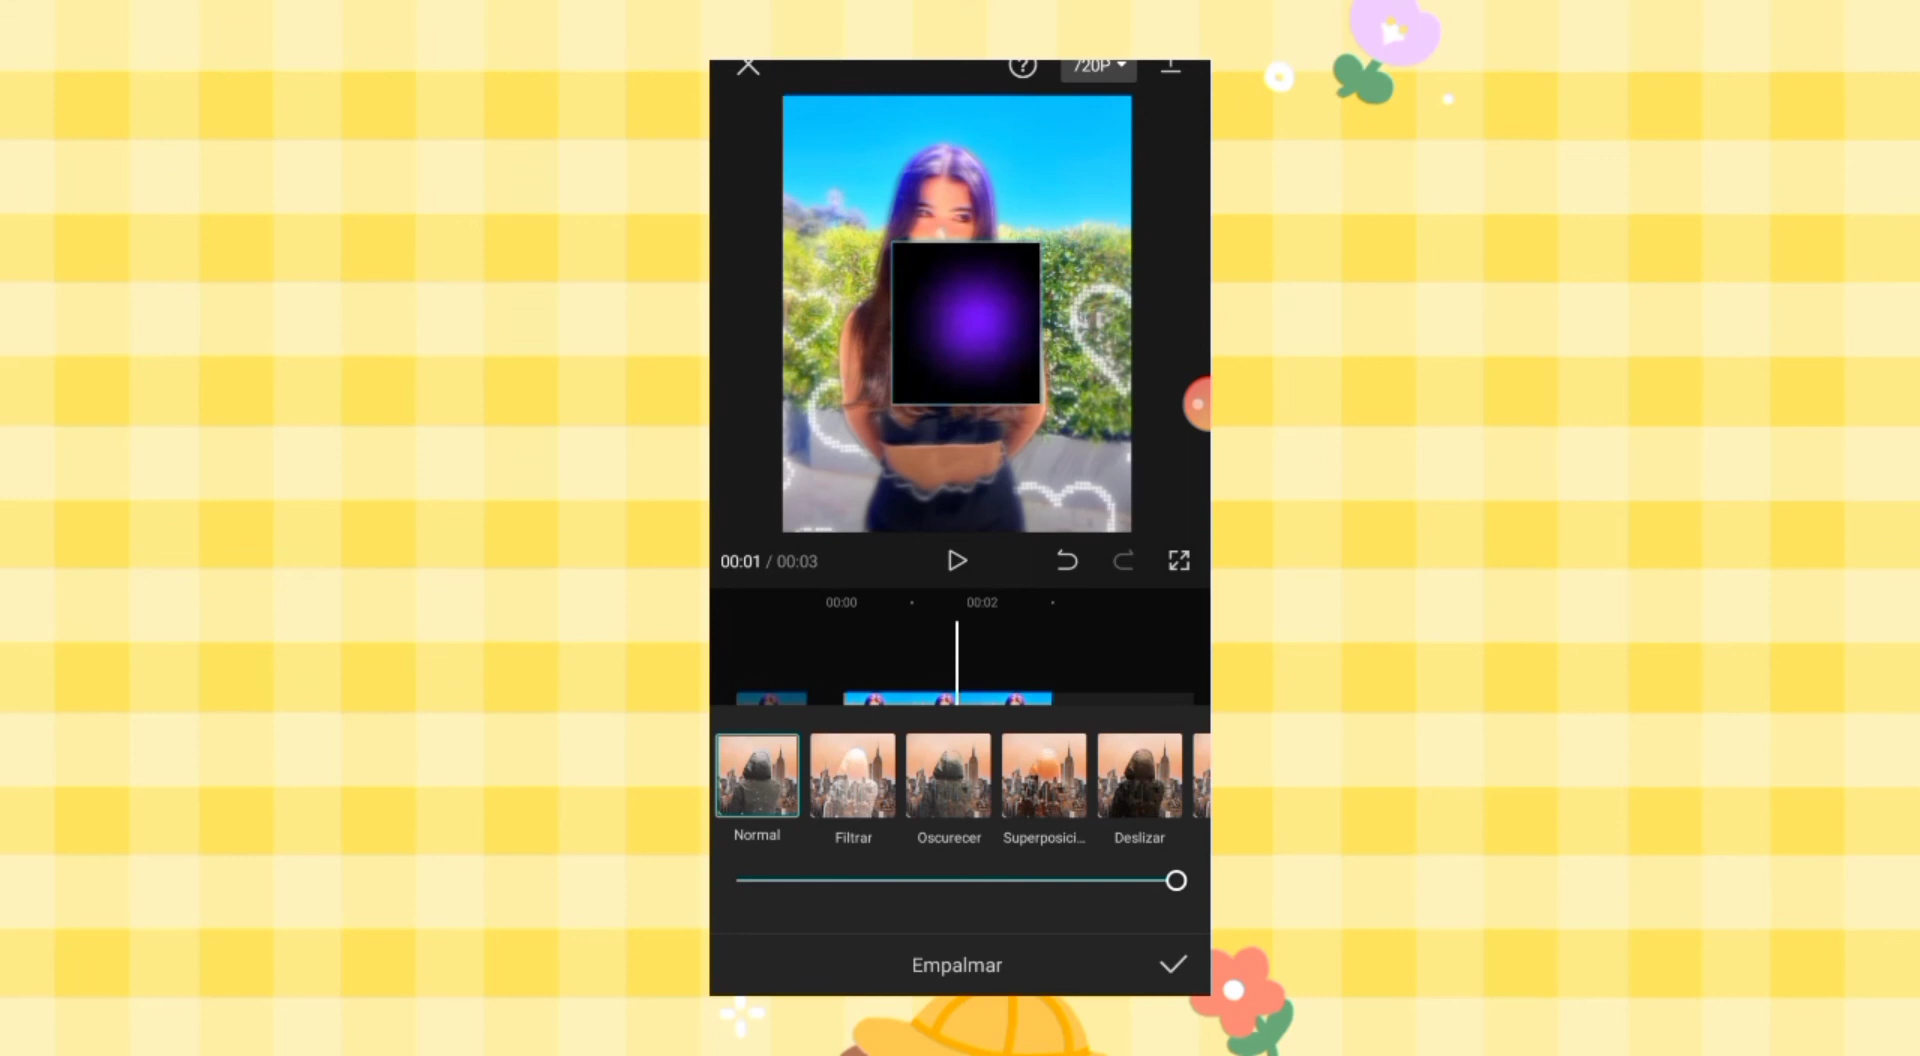 720P
00:01 / 00:03
00:00
00:02
Normal
Filtrar
Oscurecer
Superposici...
Deslizar
Empalmar